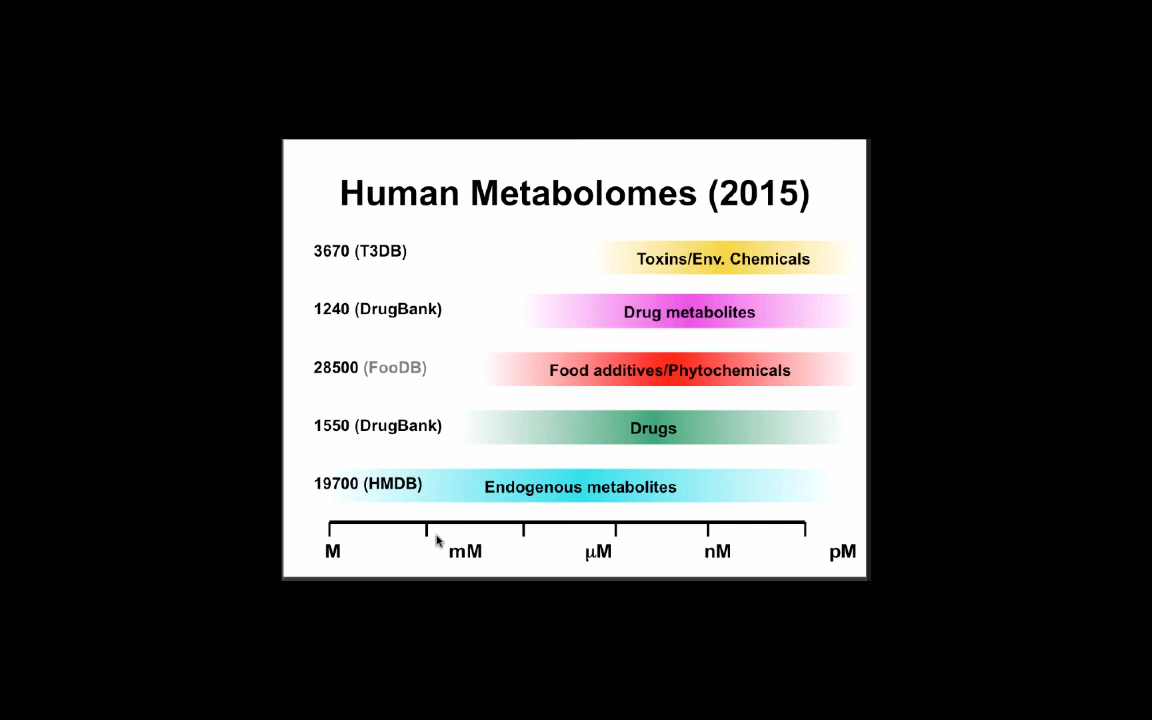 Human Metabolomes (2015)
3670 (T3DB)
Toxins/Env. Chemicals
1240 (DrugBank)
Drug metabolites
28500 (FooDB)
Food additives/Phytochemicals
1550 (DrugBank)
Drugs
19700 (HMDB)
Endogenous metabolites
M mM μM nM pM